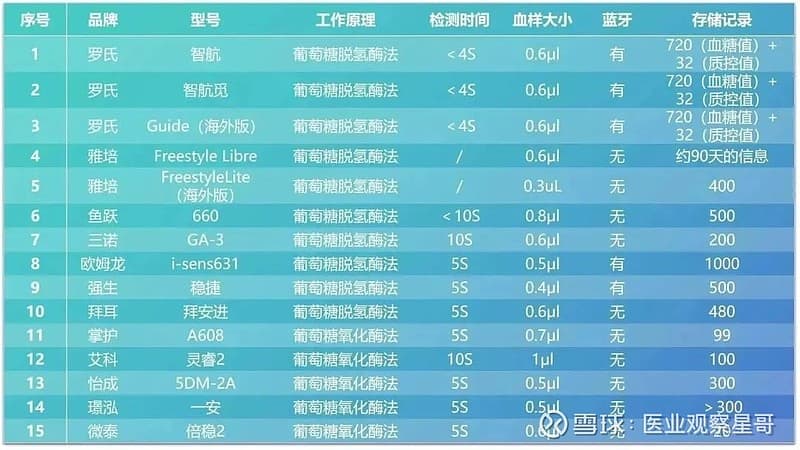 序号 品牌 型号 工作原理 检测时间 血样大小 蓝牙 存储记录
1 罗氏 智航 葡萄糖脱氢酶法 <4S 0.6μl 有 720（血糖值）+
32（质控值）
2 罗氏 智航觅 葡萄糖脱氢酶法 <4S 0.6μl 有 720（血糖值）+
32（质控值）
3 罗氏 Guide（海外版） 葡萄糖脱氢酶法 <4S 0.6μl 有 720（血糖值）+
32（质控值）
4 雅培 Freestyle Libre 葡萄糖脱氢酶法 / 0.6μl 无 约90天的信息
5 雅培 FreestyleLite
（海外版） 葡萄糖脱氢酶法 / 0.3uL 无 400
6 鱼跃 660 葡萄糖脱氢酶法 <10S 0.8μl 无 500
7 三诺 GA-3 葡萄糖脱氢酶法 10S 0.6μl 无 200
8 欧姆龙 i-sens631 葡萄糖脱氢酶法 5S 0.5μl 有 1000
9 强生 稳捷 葡萄糖脱氢酶法 5S 0.4μl 有 500
10 拜耳 拜安进 葡萄糖脱氢酶法 5S 0.6μl 无 480
11 掌护 A608 葡萄糖氧化酶法 5S 0.7μl 无 99
12 艾科 灵睿2 葡萄糖氧化酶法 10S 1μl 无 100
13 怡成 5DM-2A 葡萄糖氧化酶法 5S 0.5μl 无 300
14 璟泓 一安 葡萄糖氧化酶法 5S 0.5μl 无 >300
15 微泰 倍稳2 葡萄糖氧化酶法 5S 无
雪球：医业观察星哥